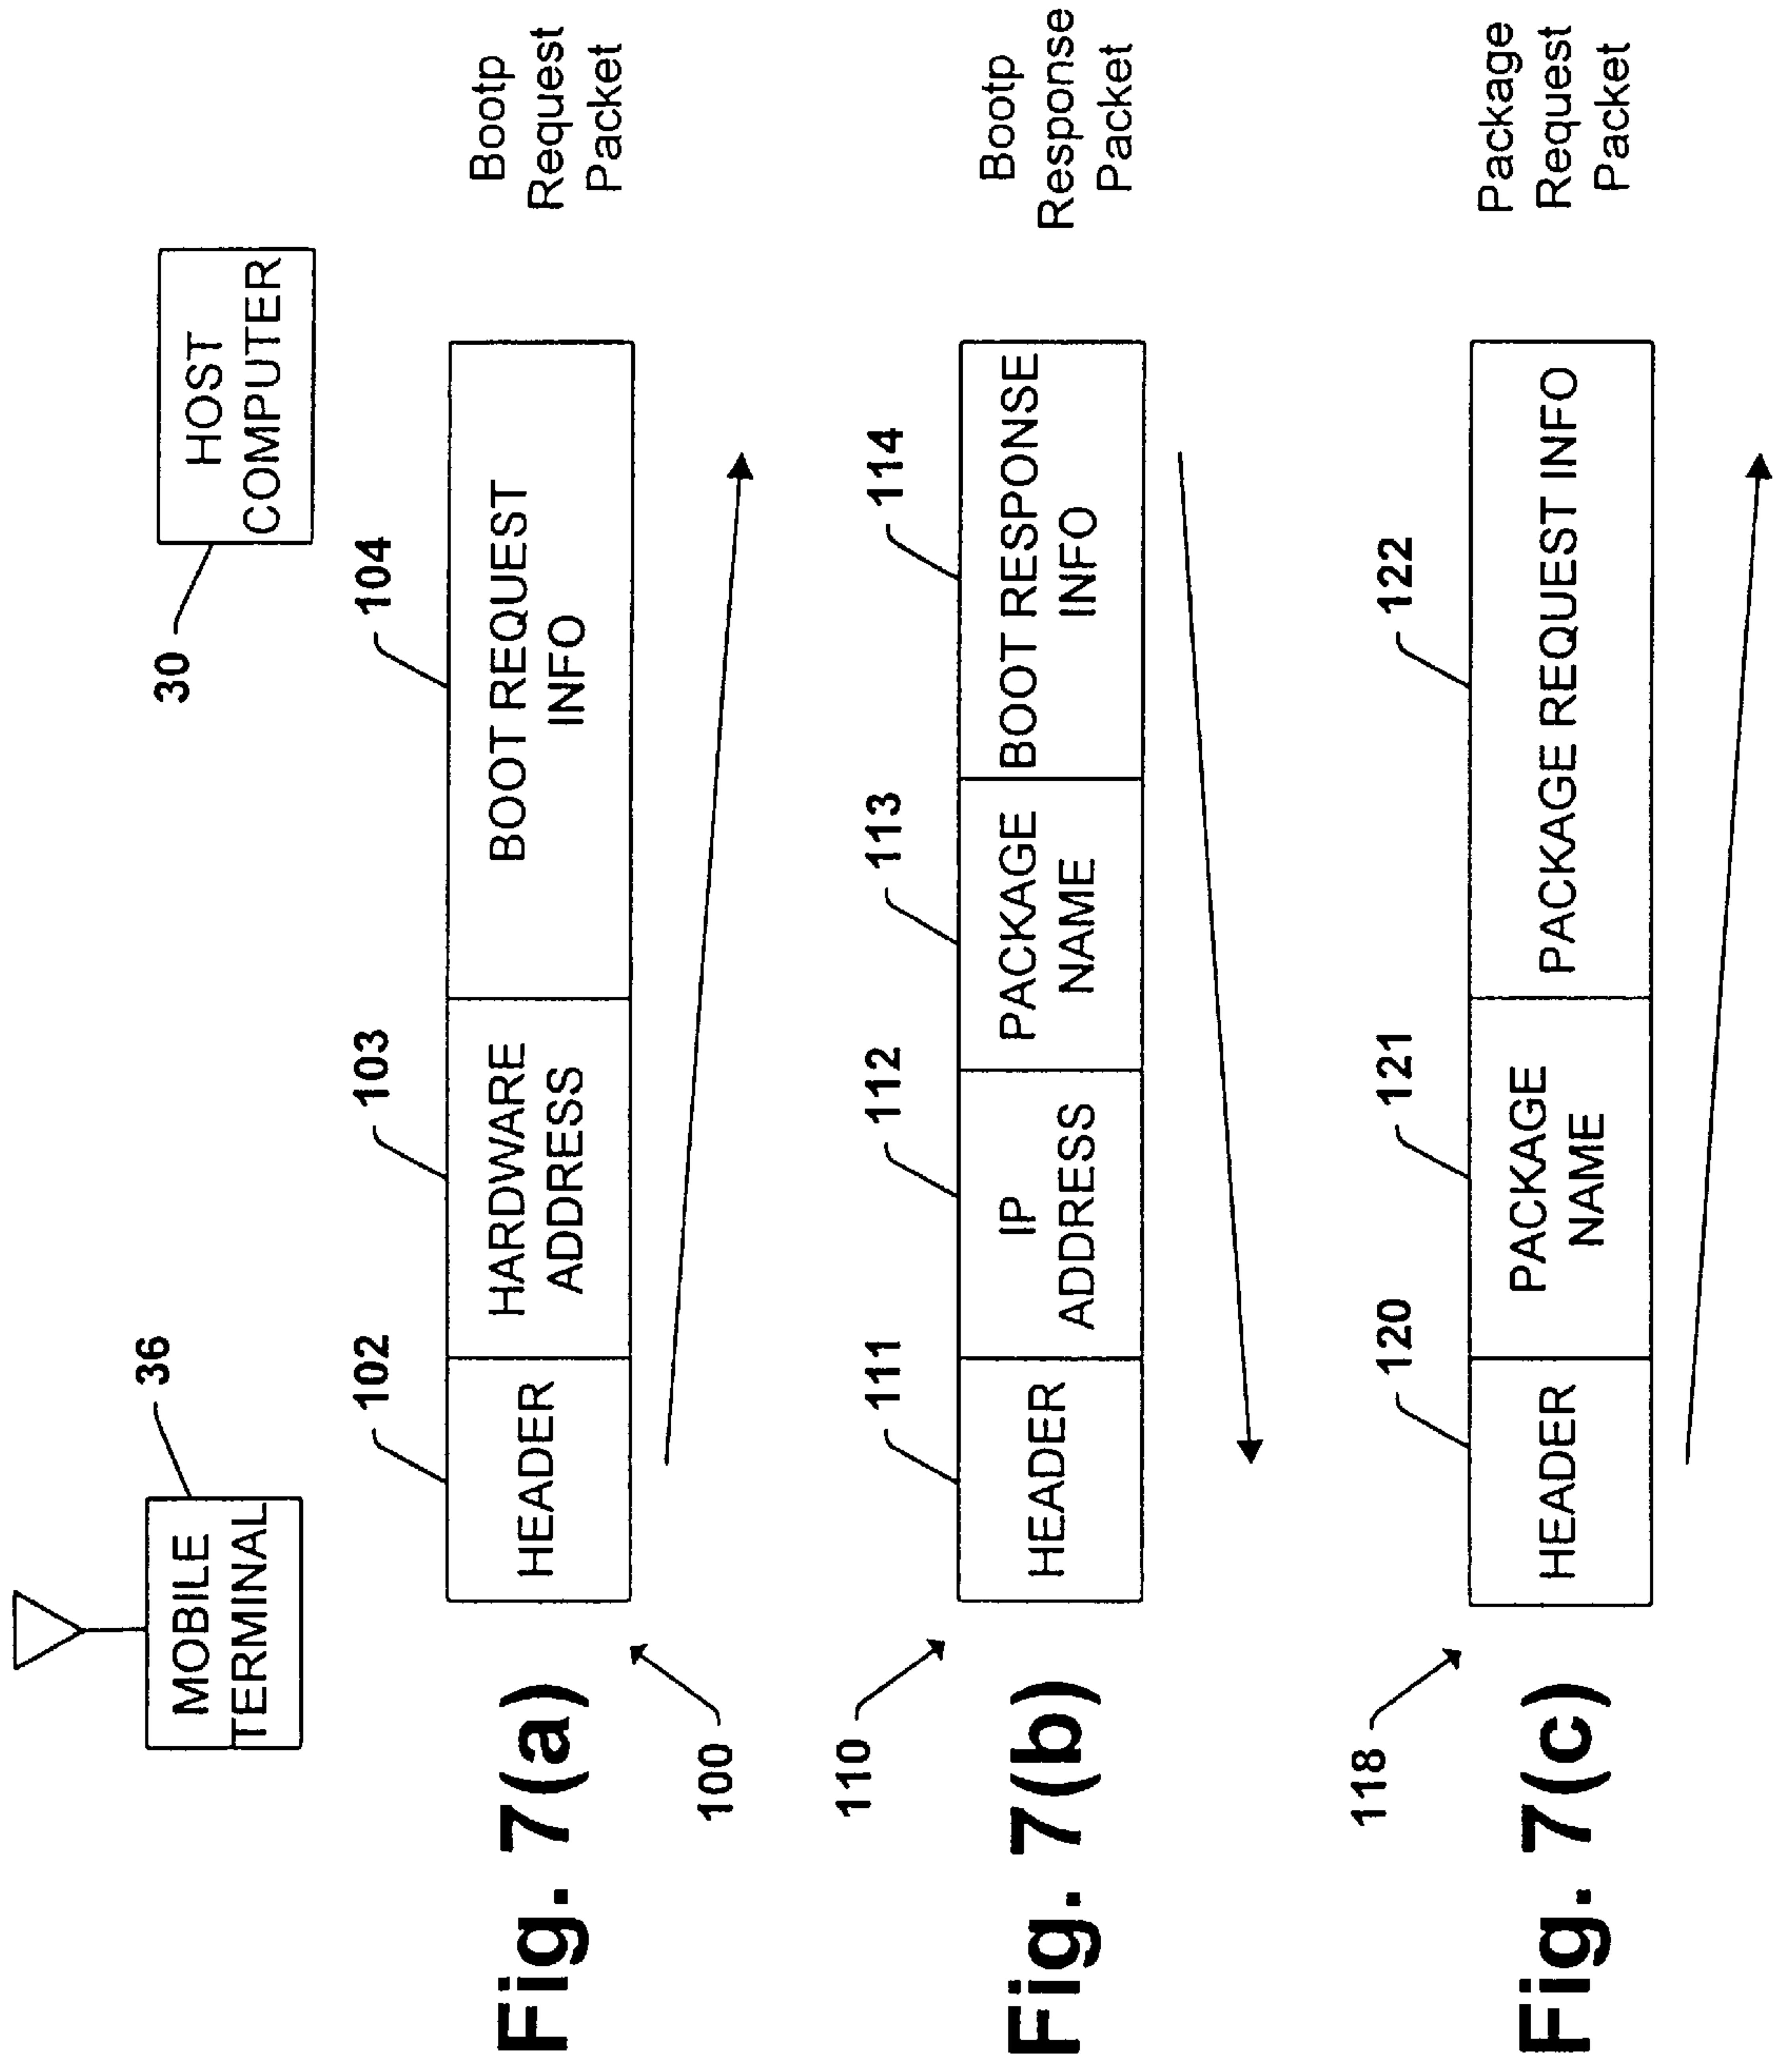 36
MOBILE
TERMINAL
30
HOST
COMPUTER
Fig. 7(a)
100
102
103
104
HEADER
HARDWARE
ADDRESS
BOOT REQUEST
INFO
Bootp
Request
Packet
Fig. 7(b)
110
111
112
113
114
HEADER
IP
ADDRESS
PACKAGE
NAME
BOOT RESPONSE
INFO
Bootp
Response
Packet
Fig. 7(c)
118
120
121
122
HEADER
PACKAGE
NAME
PACKAGE REQUEST INFO
Package
Request
Packet